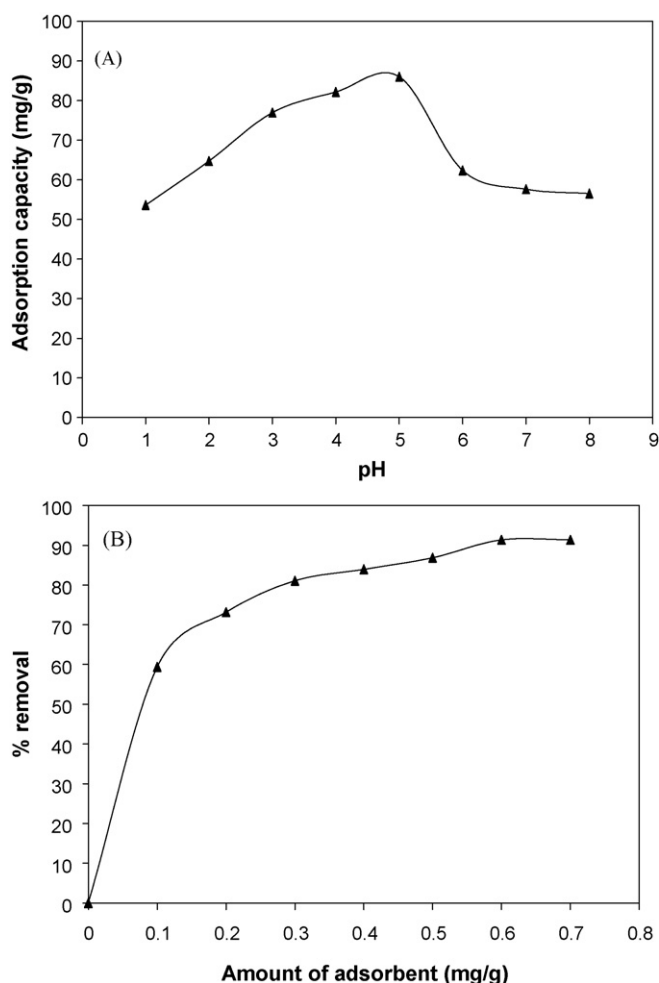 (A)
Adsorption capacity (mg/g)
100
90
80
70
60
50
40
30
20
10
0
0 1 2 3 4 5 6 7 8 9
pH
(B)
% removal
100
90
80
70
60
50
40
30
20
10
0
0 0.1 0.2 0.3 0.4 0.5 0.6 0.7 0.8
Amount of adsorbent (mg/g)